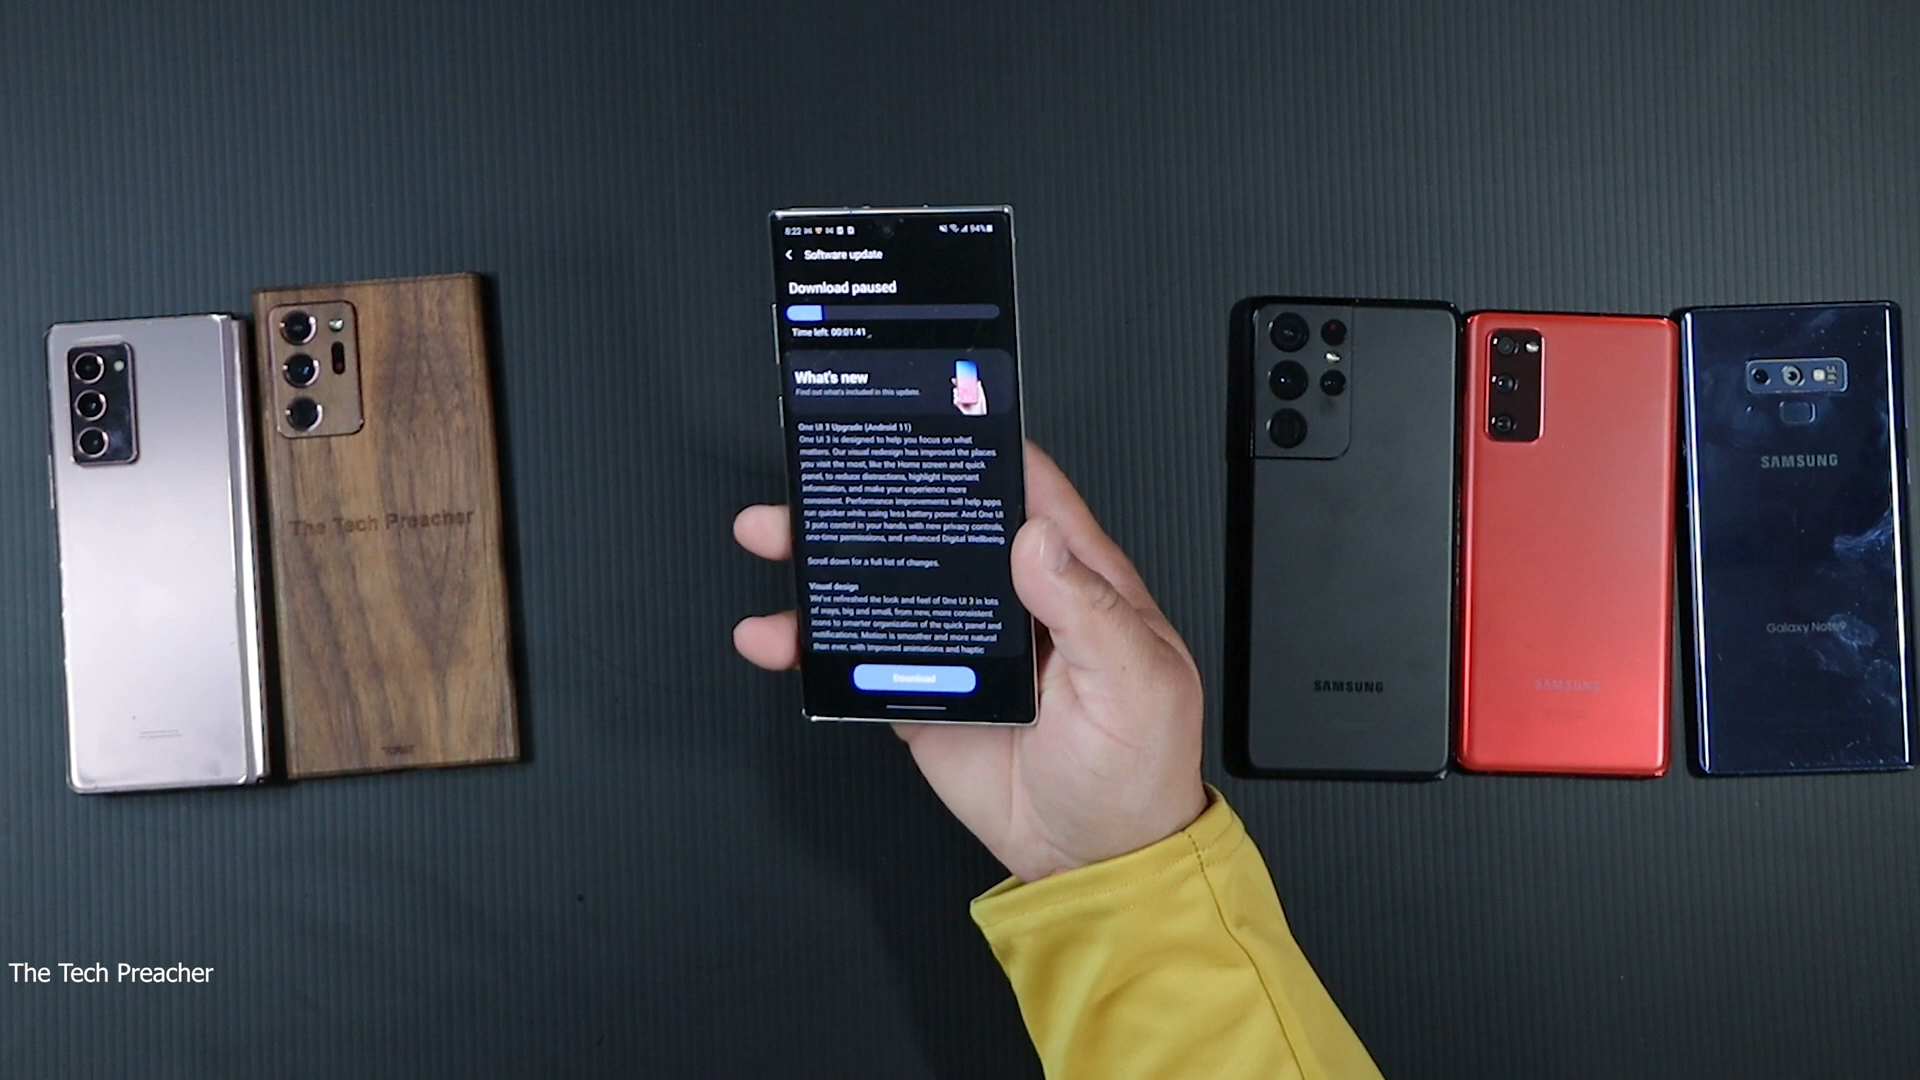 8:22
94%
Software update
Download paused
Time left: 00:01:41
What's new
Find out what's included in this update.
One UI 3 Upgrade (Android 11)
One UI 3 is designed to help you focus on what
matters. Our visual redesign has improved the places
you visit the most, like the Home screen and quick
panel, to reduce distractions, highlight important
information, and make your experience more
consistent. Performance improvements will help apps
run quicker while using less battery power. And One UI
3 puts control in your hands with new privacy controls,
one-time permissions, and enhanced Digital Wellbeing
Scroll down for a full list of changes.
Visual design
We've refreshed the look and feel of One UI 3 in lots
of ways, big and small, from new, more consistent
icons to smarter organization of the quick panel and
notifications. Motion is smoother and more natural
than ever, with improved animations and haptic
Download
The Tech Preacher
SAMSUNG
SAMSUNG
SAMSUNG
Galaxy Note9
The Tech Preacher